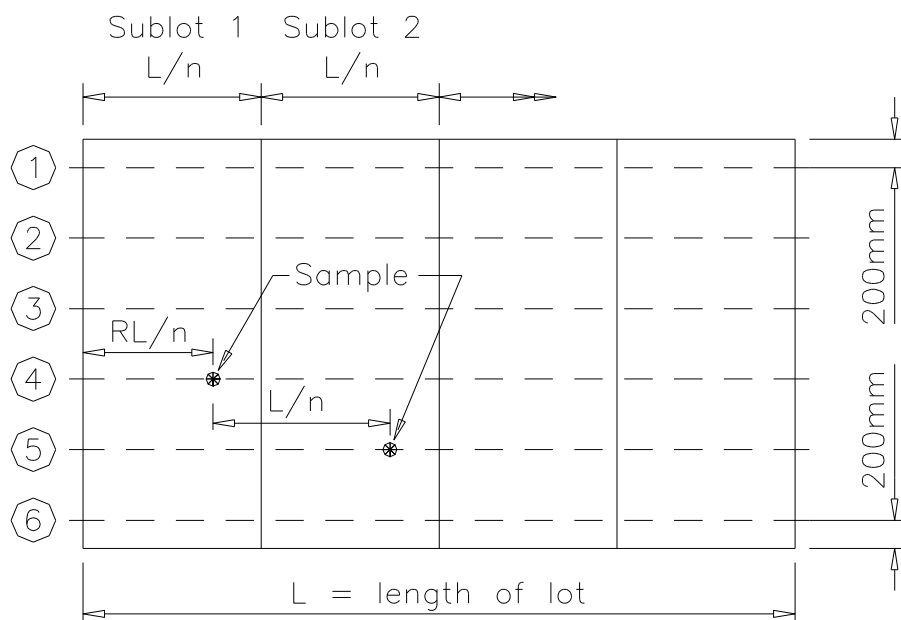 Sublot 1 Sublot 2
L/n L/n
1
2
3
4
5
6
Sample
RL/n
L/n
200mm
200mm
L = length of lot